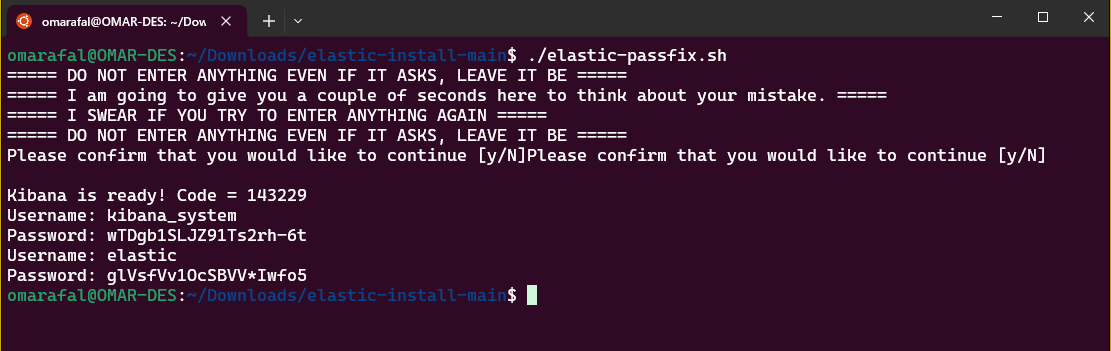 omarafal@OMAR-DES: ~/Dow
omarafal@OMAR-DES:~/Downloads/elastic-install-main$ ./elastic-passfix.sh
===== DO NOT ENTER ANYTHING EVEN IF IT ASKS, LEAVE IT BE =====
===== I am going to give you a couple of seconds here to think about your mistake. =====
===== I SWEAR IF YOU TRY TO ENTER ANYTHING AGAIN =====
===== DO NOT ENTER ANYTHING EVEN IF IT ASKS, LEAVE IT BE =====
Please confirm that you would like to continue [y/N]Please confirm that you would like to continue [y/N]
Kibana is ready! Code = 143229
Username: kibana_system
Password: wTDgb1SLJZ91Ts2rh-6t
Username: elastic
Password: glVsfVv1OcSBVV*Iwfo5
omarafal@OMAR-DES:~/Downloads/elastic-install-main$